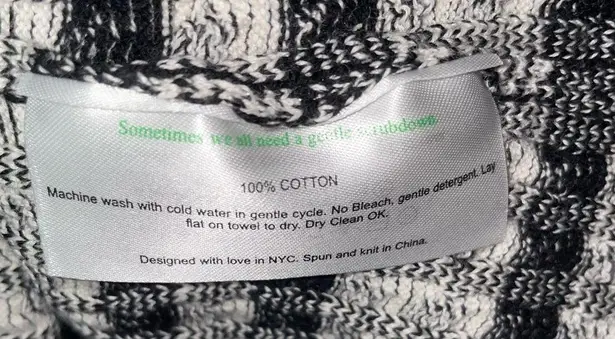 Sometimes we all need a gentle scrubdown
100% COTTON
Machine wash with cold water in gentle cycle. No Bleach, gentle detergent. Lay
flat on towel to dry. Dry Clean OK.
Designed with love in NYC. Spun and knit in China.